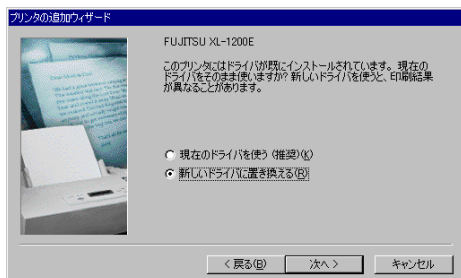 プリンタの追加ウィザード
FUJITSU XL-1200E
このプリンタにはドライバが既にインストールされています。現在の
ドライバをそのまま使いますか? 新しいドライバを使うと、印刷結果
が異なることがあります。
現在のドライバを使う (推奨)(K)
新しいドライバに置き換える(R)
< 戻る(B)
次へ >
キャンセル